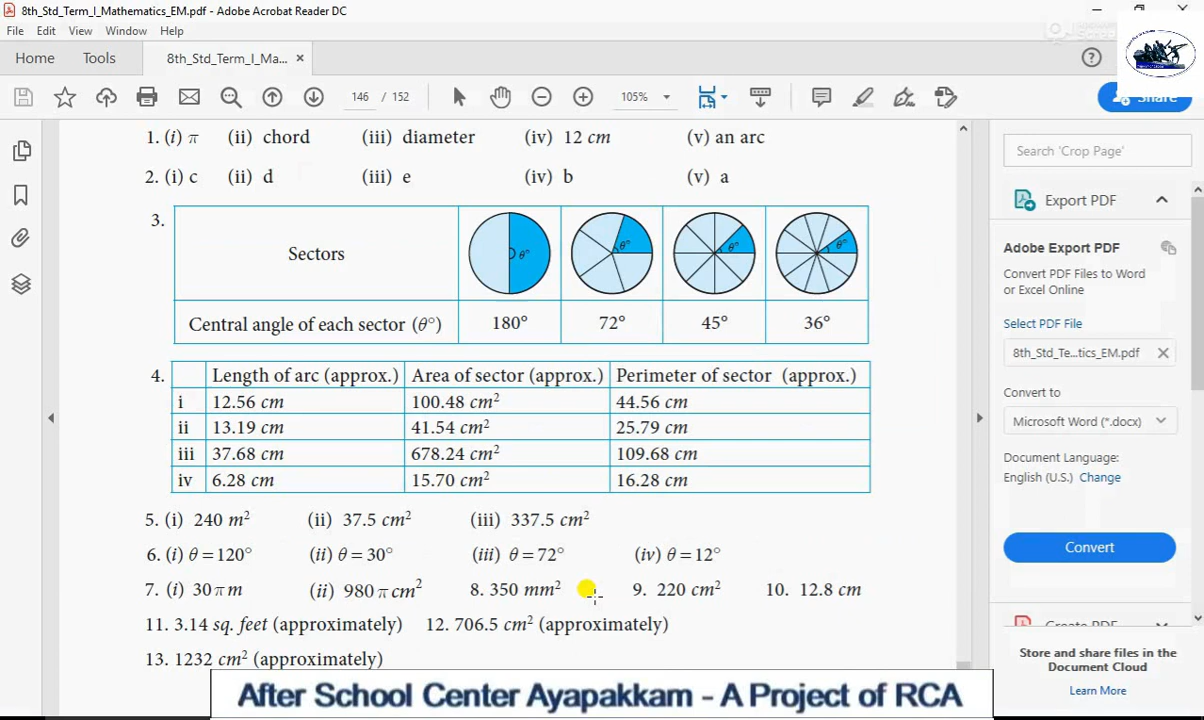 8th_Std_Term_I_Mathematics_EM.pdf - Adobe Acrobat Reader DC
File Edit View Window Help
Home Tools 8th_Std_Term_I_Ma... ×
146 / 152 105% Share
1. (i) π (ii) chord (iii) diameter (iv) 12 cm (v) an arc
2. (i) c (ii) d (iii) e (iv) b (v) a
3.
Sectors θ° θ° θ° θ°
Central angle of each sector (θ°) 180° 72° 45° 36°
4. Length of arc (approx.) Area of sector (approx.) Perimeter of sector (approx.)
i 12.56 cm 100.48 cm² 44.56 cm
ii 13.19 cm 41.54 cm² 25.79 cm
iii 37.68 cm 678.24 cm² 109.68 cm
iv 6.28 cm 15.70 cm² 16.28 cm
5. (i) 240 m² (ii) 37.5 cm² (iii) 337.5 cm²
6. (i) θ = 120° (ii) θ = 30° (iii) θ = 72° (iv) θ = 12°
7. (i) 30π m (ii) 980 π cm² 8. 350 mm² 9. 220 cm² 10. 12.8 cm
11. 3.14 sq. feet (approximately) 12. 706.5 cm² (approximately)
13. 1232 cm² (approximately)
Search 'Crop Page'
Export PDF
Adobe Export PDF
Convert PDF Files to Word
or Excel Online
Select PDF File
8th_Std_Te...tics_EM.pdf
Convert to
Microsoft Word (*.docx)
Document Language:
English (U.S.) Change
Convert
Create PDF
Store and share files in the
Document Cloud
Learn More
After School Center Ayapakkam - A Project of RCA